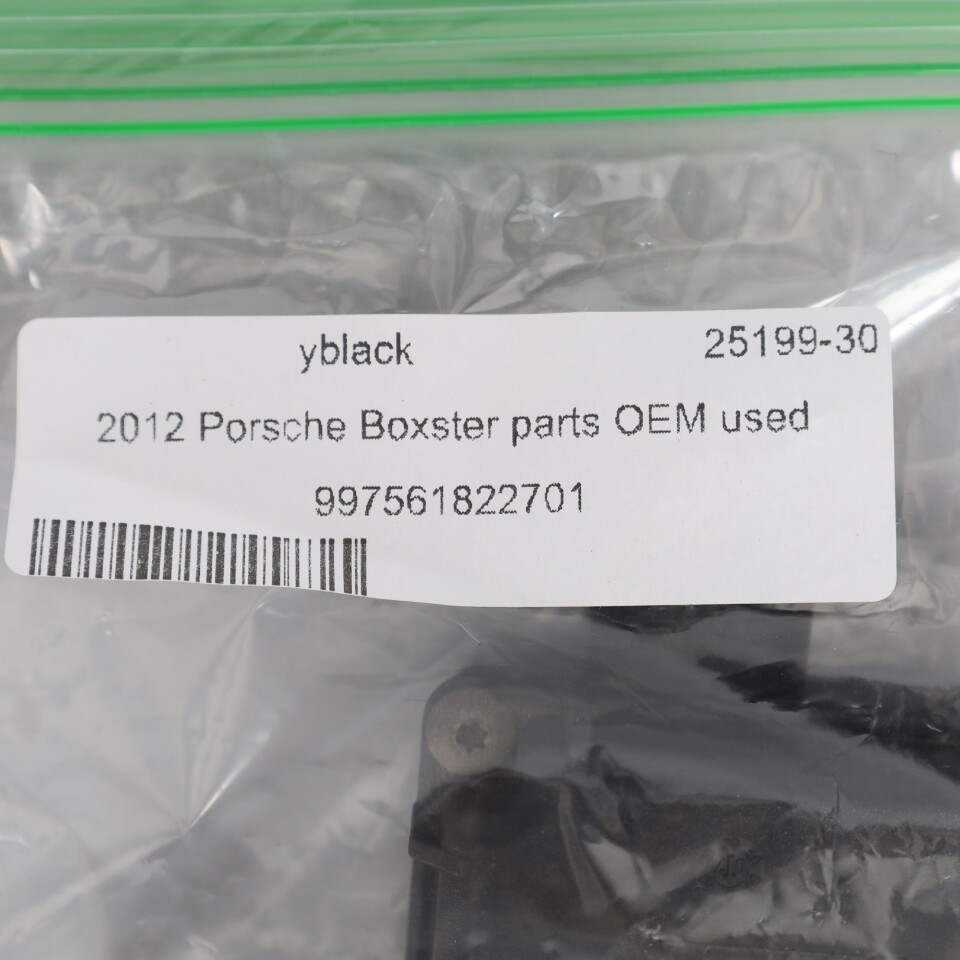 yblack 25199-30
2012 Porsche Boxster parts OEM used
997561822701